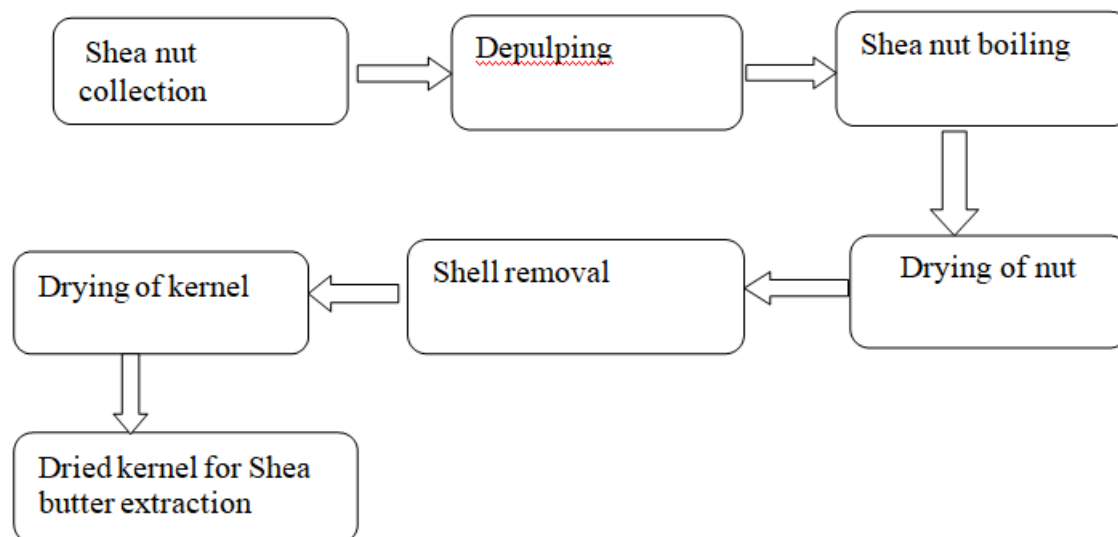 Shea nut
collection
Depulping
Shea nut boiling
Drying of nut
Shell removal
Drying of kernel
Dried kernel for Shea
butter extraction